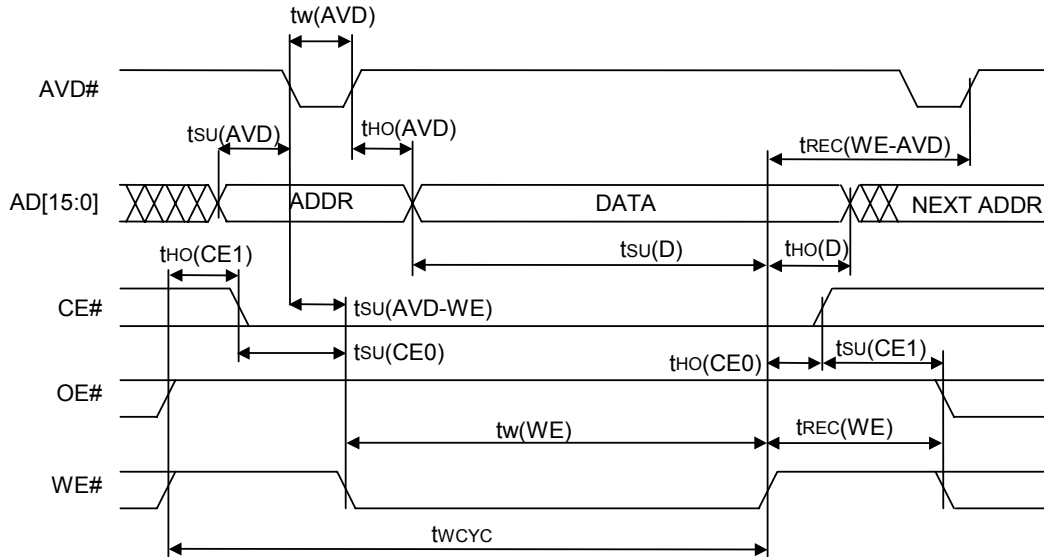 tw(AVD)
AVD#
tSU(AVD)
tHO(AVD)
tREC(WE-AVD)
AD[15:0]
ADDR
DATA
NEXT ADDR
tHO(CE1)
tSU(D)
tHO(D)
CE#
tSU(AVD-WE)
tSU(CE0)
tHO(CE0)
tSU(CE1)
OE#
tw(WE)
tREC(WE)
WE#
tWCYC